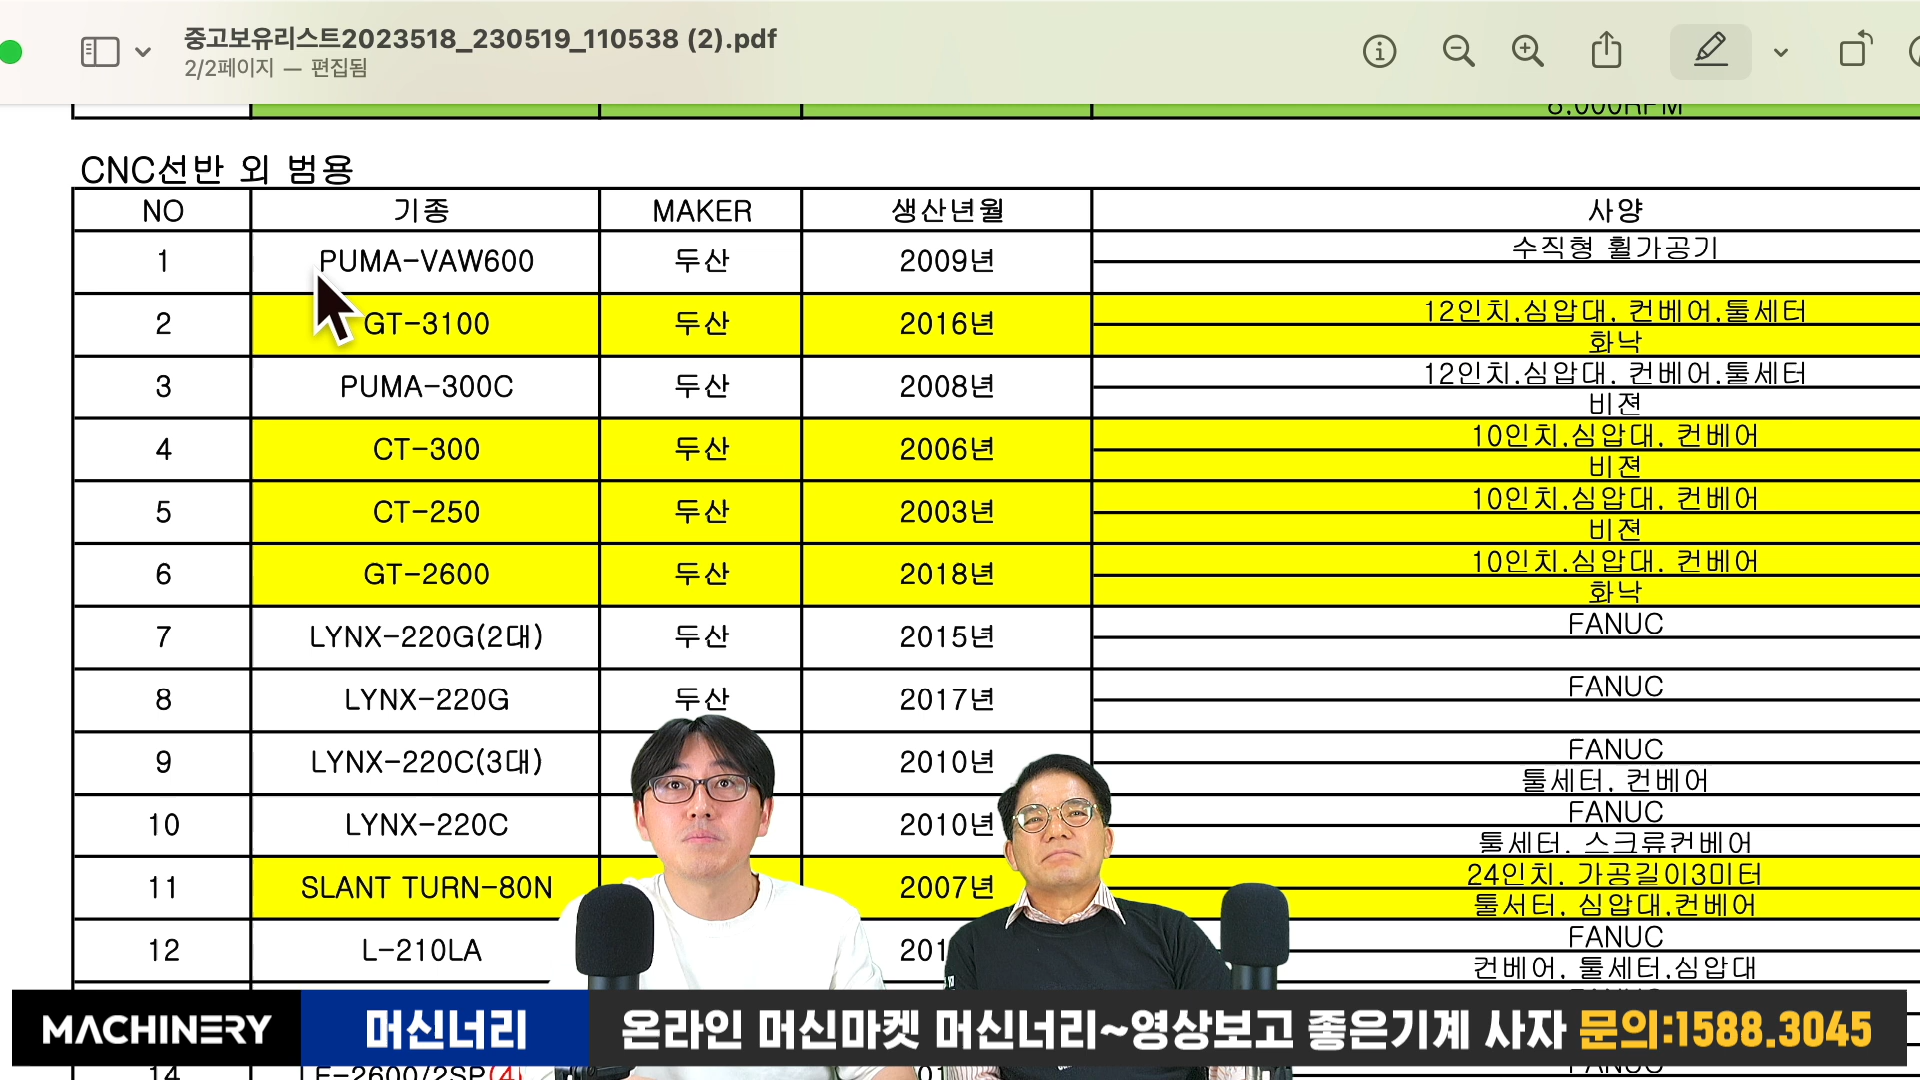 중고보유리스트2023518_230519_110538 (2).pdf
2/2페이지 — 편집됨
8,000RPM
CNC선반 외 범용
NO 기종 MAKER 생산년월 사양
1 PUMA-VAW600 두산 2009년 수직형 휠가공기
2 GT-3100 두산 2016년 12인치,심압대, 컨베어,툴세터
화낙
3 PUMA-300C 두산 2008년 12인치,심압대, 컨베어,툴세터
비젼
4 CT-300 두산 2006년 10인치,심압대, 컨베어
비젼
5 CT-250 두산 2003년 10인치,심압대, 컨베어
비젼
6 GT-2600 두산 2018년 10인치,심압대, 컨베어
화낙
7 LYNX-220G(2대) 두산 2015년 FANUC
8 LYNX-220G 두산 2017년 FANUC
9 LYNX-220C(3대) 2010년 FANUC
툴세터, 컨베어
10 LYNX-220C 2010년 FANUC
툴세터, 스크류컨베어
11 SLANT TURN-80N 2007년 24인치, 가공길이3미터
툴서터, 심압대,컨베어
12 L-210LA 201 FANUC
컨베어, 툴세터,심압대
MACHINERY 머신너리 온라인 머신마켓 머신너리~영상보고 좋은기계 사자 문의:1588.3045
14